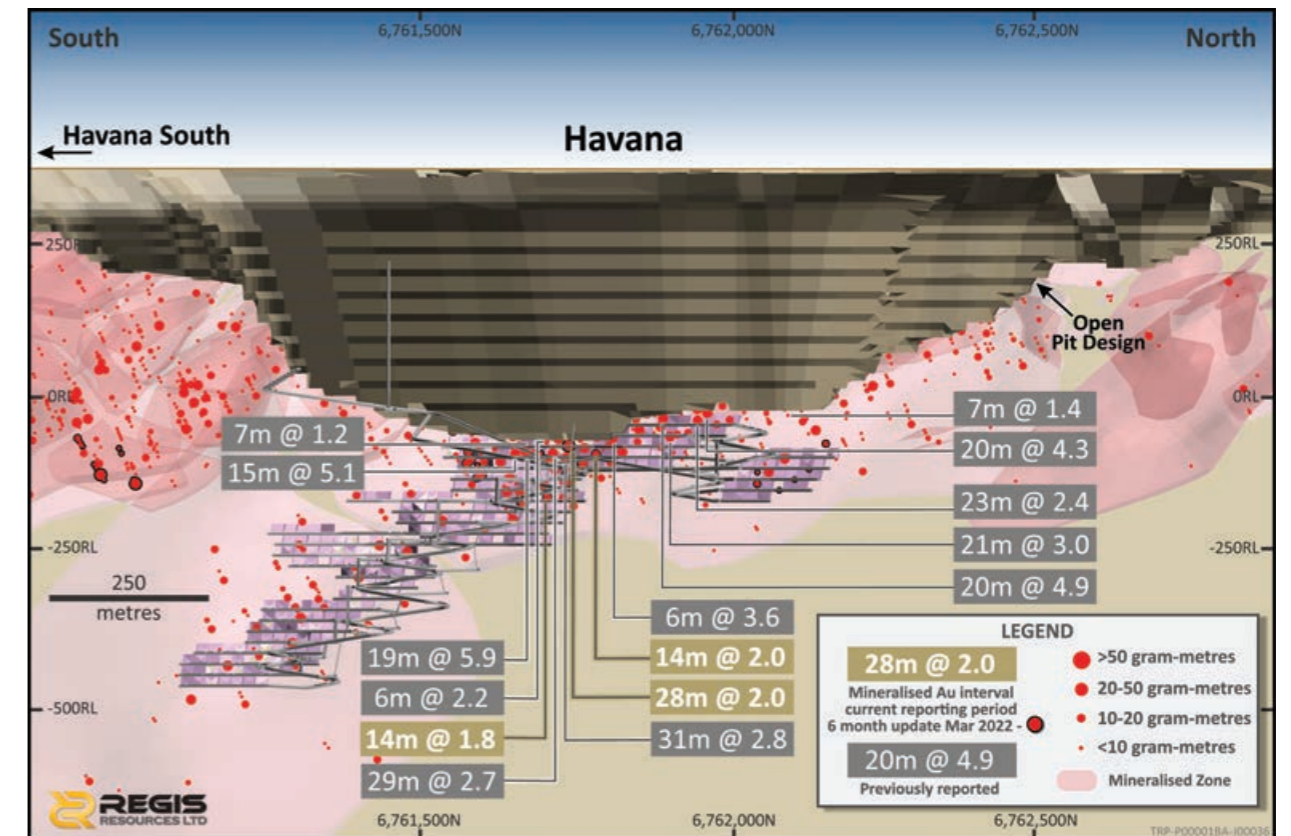 South
6,761,500N
6,762,000N
6,762,500N
North
Havana South
Havana
250RL
250RL
Open
Pit Design
0RL
0RL
7m @ 1.2
15m @ 5.1
7m @ 1.4
20m @ 4.3
23m @ 2.4
21m @ 3.0
20m @ 4.9
-250RL
-250RL
250
metres
6m @ 3.6
14m @ 2.0
28m @ 2.0
31m @ 2.8
19m @ 5.9
6m @ 2.2
14m @ 1.8
29m @ 2.7
-500RL
LEGEND
28m @ 2.0
Mineralised Au interval
current reporting period
6 month update Mar 2022 -
20m @ 4.9
Previously reported
>50 gram-metres
20-50 gram-metres
10-20 gram-metres
<10 gram-metres
Mineralised Zone
REGIS
RESOURCES LTD
6,761,500N
6,762,000N
6,762,500N